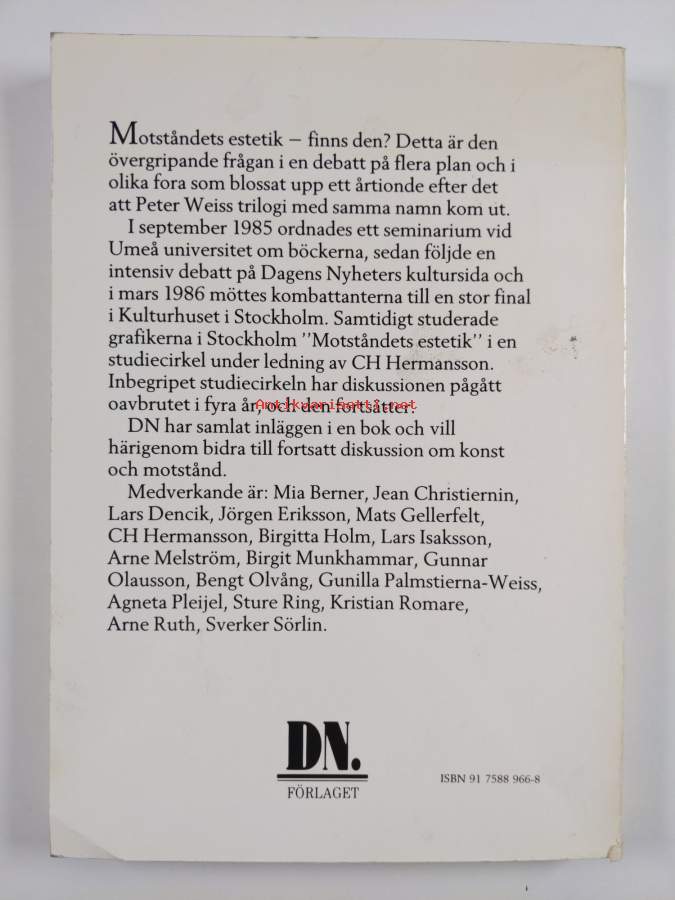 Motståndets estetik – finns den? Detta är den
övergripande frågan i en debatt på flera plan och i
olika fora som blossat upp ett årtionde efter det
att Peter Weiss trilogi med samma namn kom ut.
I september 1985 ordnades ett seminarium vid
Umeå universitet om böckerna, sedan följde en
intensiv debatt på Dagens Nyheters kultursida och
i mars 1986 möttes kombattanterna till en stor final
i Kulturhuset i Stockholm. Samtidigt studerade
grafikerna i Stockholm "Motståndets estetik" i en
studiecirkel under ledning av CH Hermansson.
Inbegripet studiecirkeln har diskussionen pågått
oavbrutet i fyra år, och den fortsätter!
Antikvariaatti.net
DN har samlat inläggen i en bok och vill
härigenom bidra till fortsatt diskussion om konst
och motstånd.
Medverkande är: Mia Berner, Jean Christiernin,
Lars Dencik, Jörgen Eriksson, Mats Gellerfelt,
CH Hermansson, Birgitta Holm, Lars Isaksson,
Arne Melström, Birgit Munkhammar, Gunnar
Olausson, Bengt Olvång, Gunilla Palmstierna-Weiss,
Agneta Pleijel, Sture Ring, Kristian Romare,
Arne Ruth, Sverker Sörlin.
DN.
FÖRLAGET
ISBN 91 7588 966-8